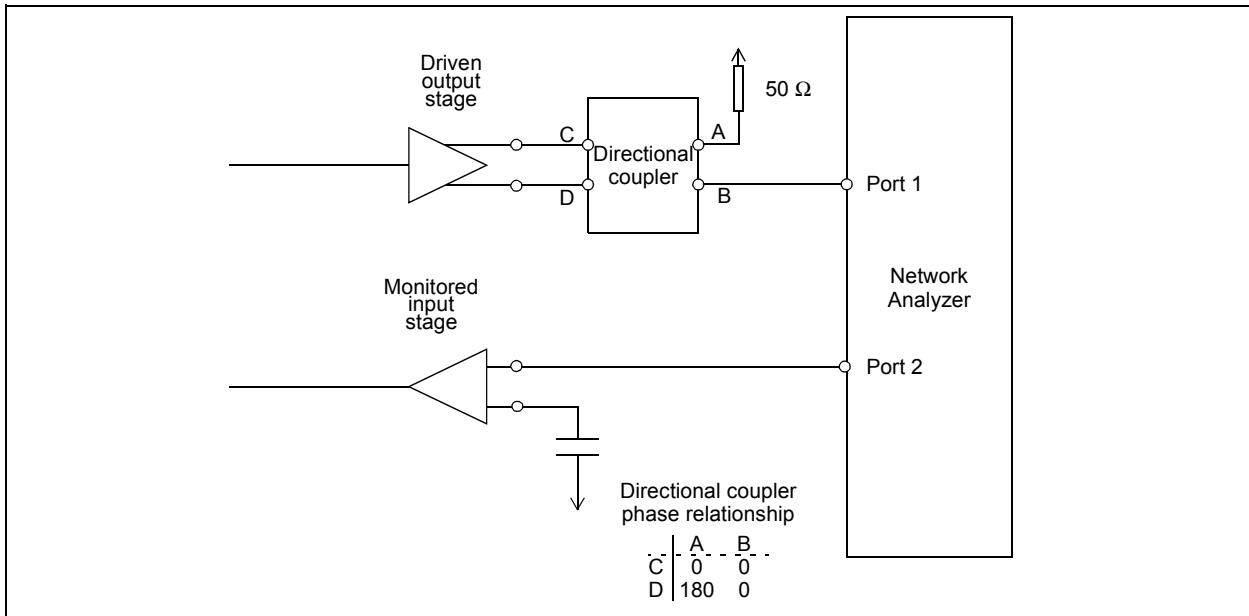 Driven
output
stage
50 Ω
C
D
Directional
coupler
A
B
Port 1
Network
Analyzer
Monitored
input
stage
Port 2
Directional coupler
phase relationship
A B
C 0 0
D 180 0